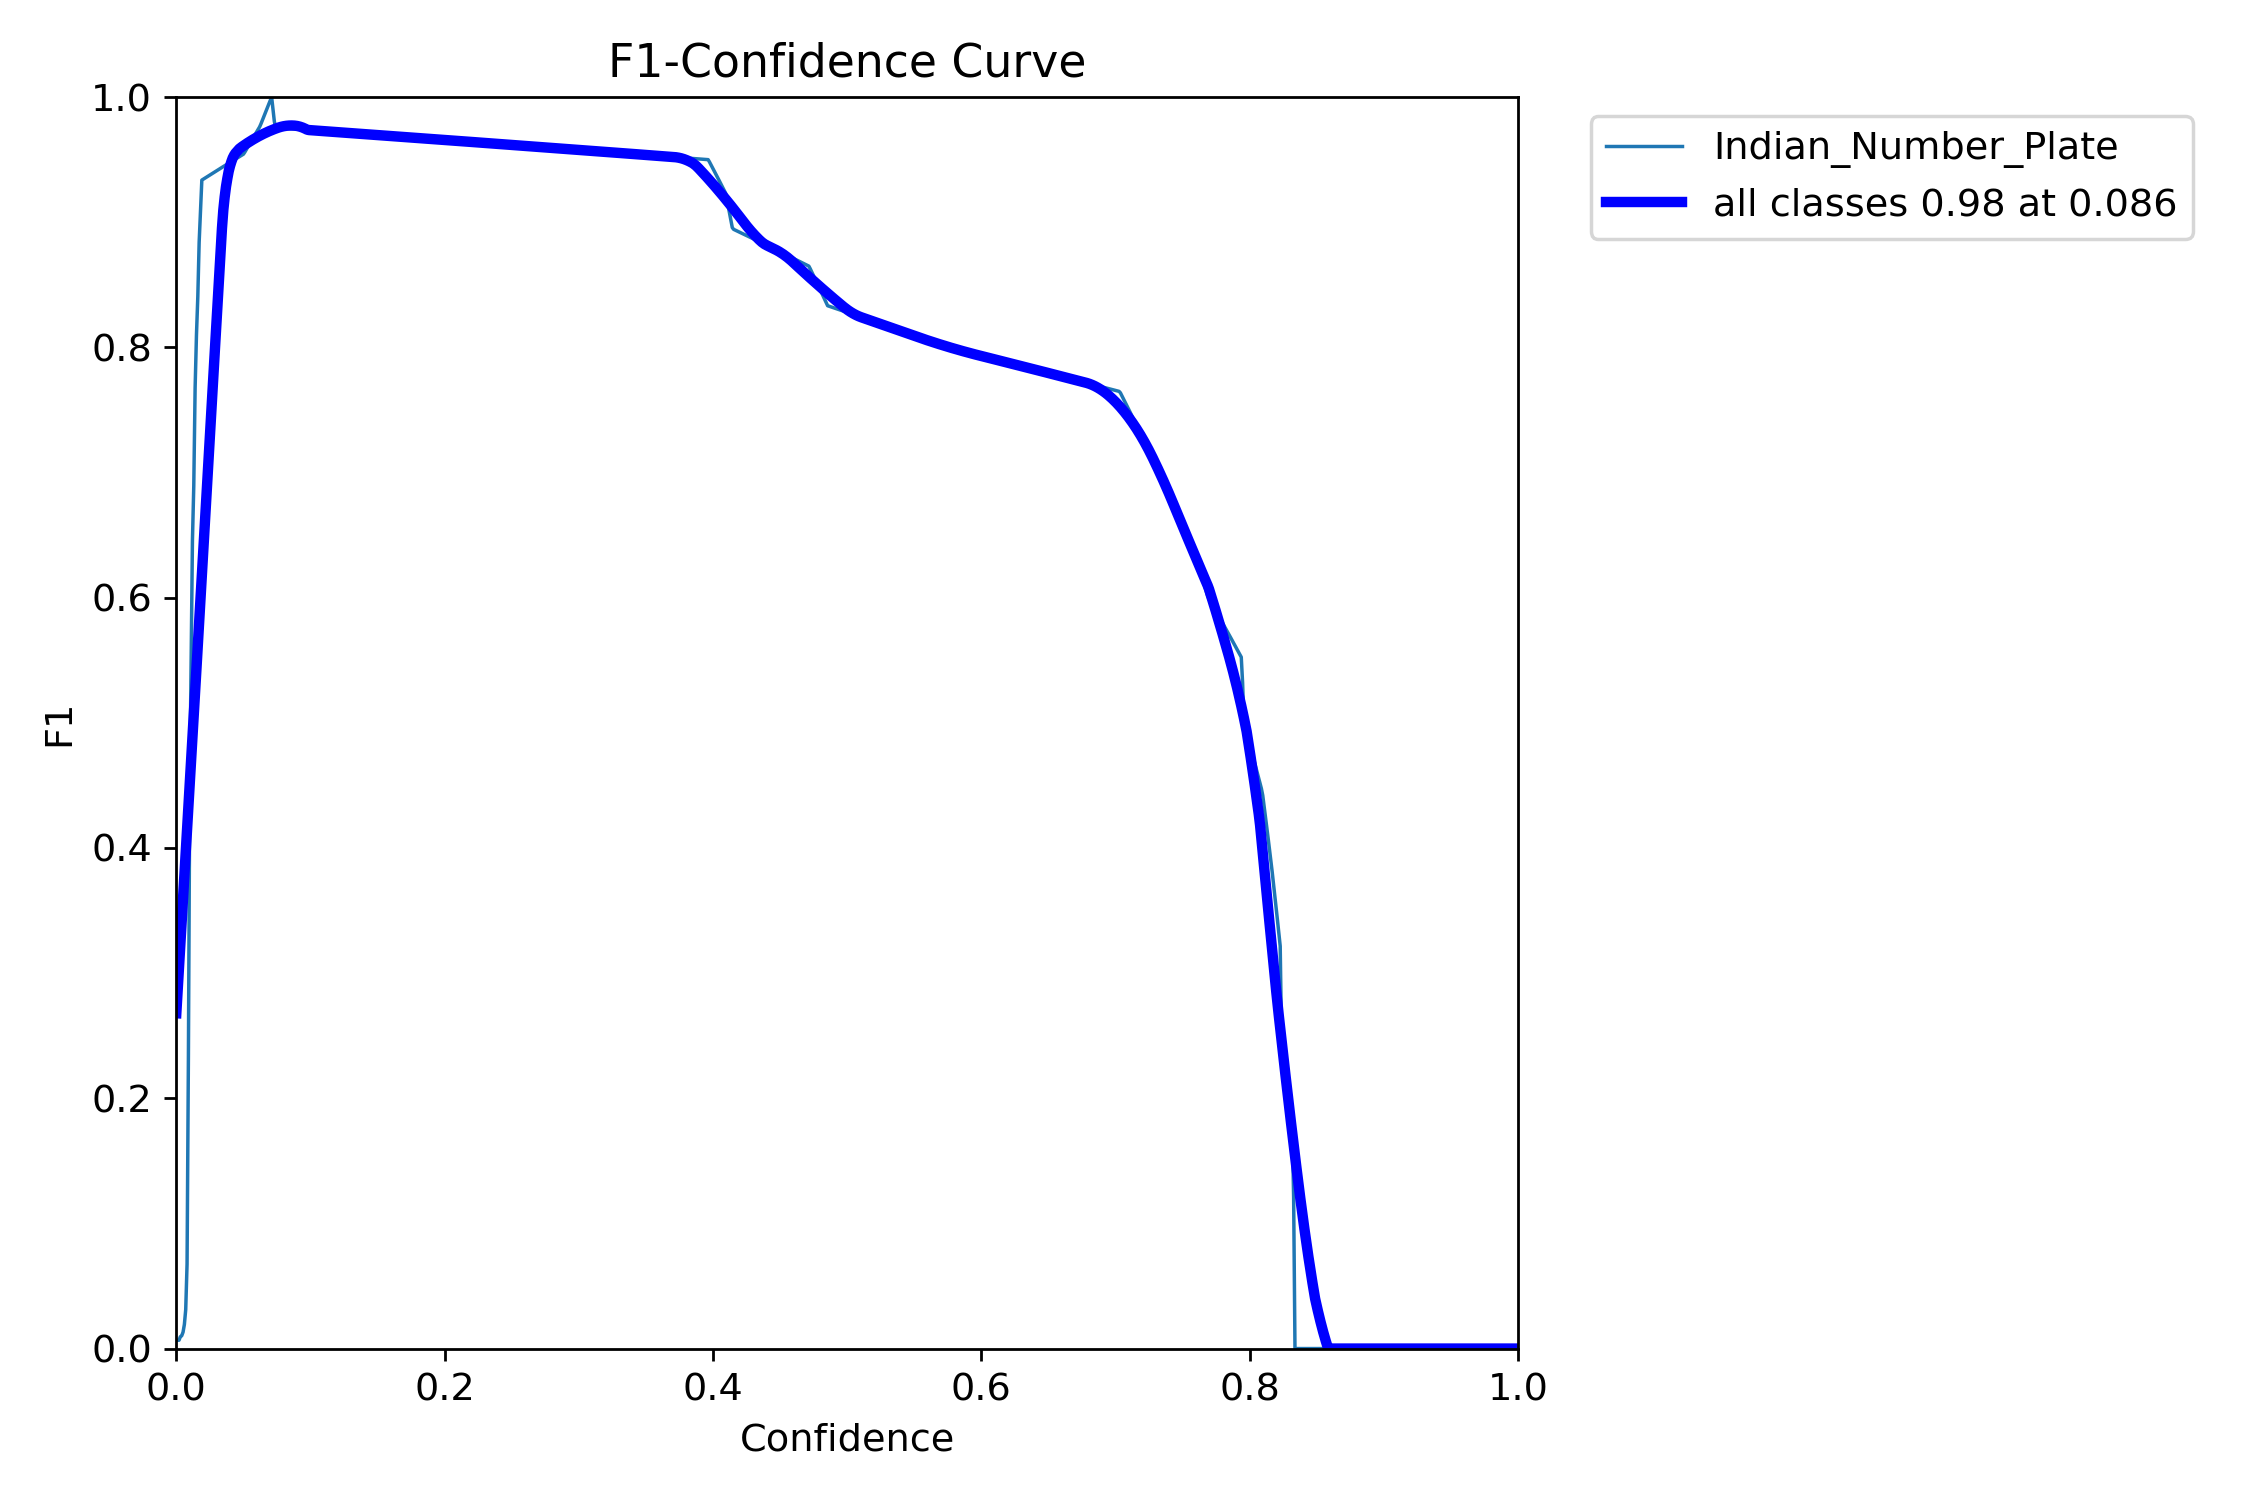 F1-Confidence Curve
Indian_Number_Plate
all classes 0.98 at 0.086
1.0
0.8
0.6
0.4
0.2
0.0
F1
0.0 0.2 0.4 0.6 0.8 1.0
Confidence